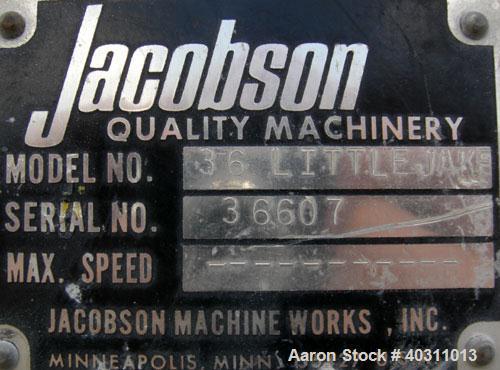 Jacobson
QUALITY MACHINERY
MODEL NO. 36 LITTLE JAKE
SERIAL NO. 36607
MAX. SPEED -----------
JACOBSON MACHINE WORKS , INC.
MINNEAPOLIS, MINN.
Aaron Stock # 40311013